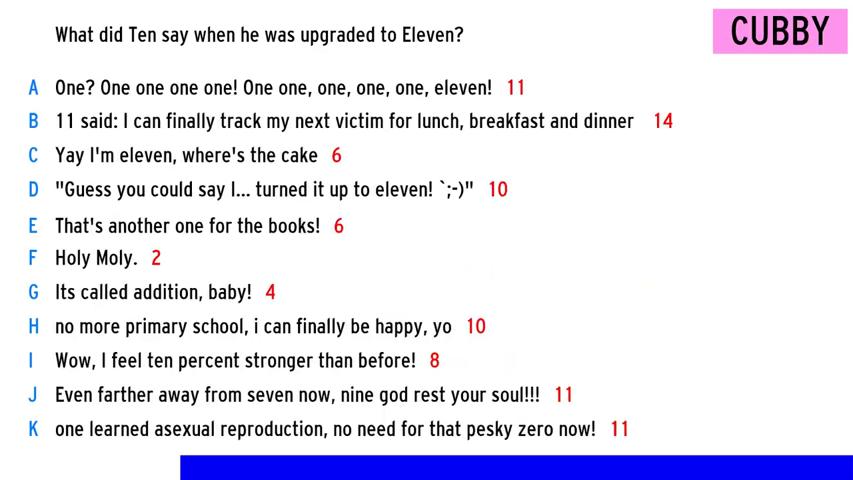 What did Ten say when he was upgraded to Eleven?
CUBBY
A One? One one one one! One one, one, one, one, eleven! 11
B 11 said: I can finally track my next victim for lunch, breakfast and dinner 14
C Yay I'm eleven, where's the cake 6
D "Guess you could say I... turned it up to eleven! `;-)" 10
E That's another one for the books! 6
F Holy Moly. 2
G Its called addition, baby! 4
H no more primary school, i can finally be happy, yo 10
I Wow, I feel ten percent stronger than before! 8
J Even farther away from seven now, nine god rest your soul!!! 11
K one learned asexual reproduction, no need for that pesky zero now! 11